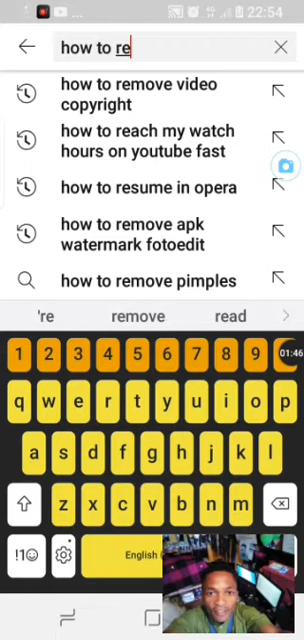 22:54
how to re
how to remove video
copyright
how to reach my watch
hours on youtube fast
how to resume in opera
how to remove apk
watermark fotoedit
how to remove pimples
're remove read
1 2 3 4 5 6 7 8 9 01:46
q w e r t y u i o p
a s d f g h j k l
z x c v b n m
!1☺ English